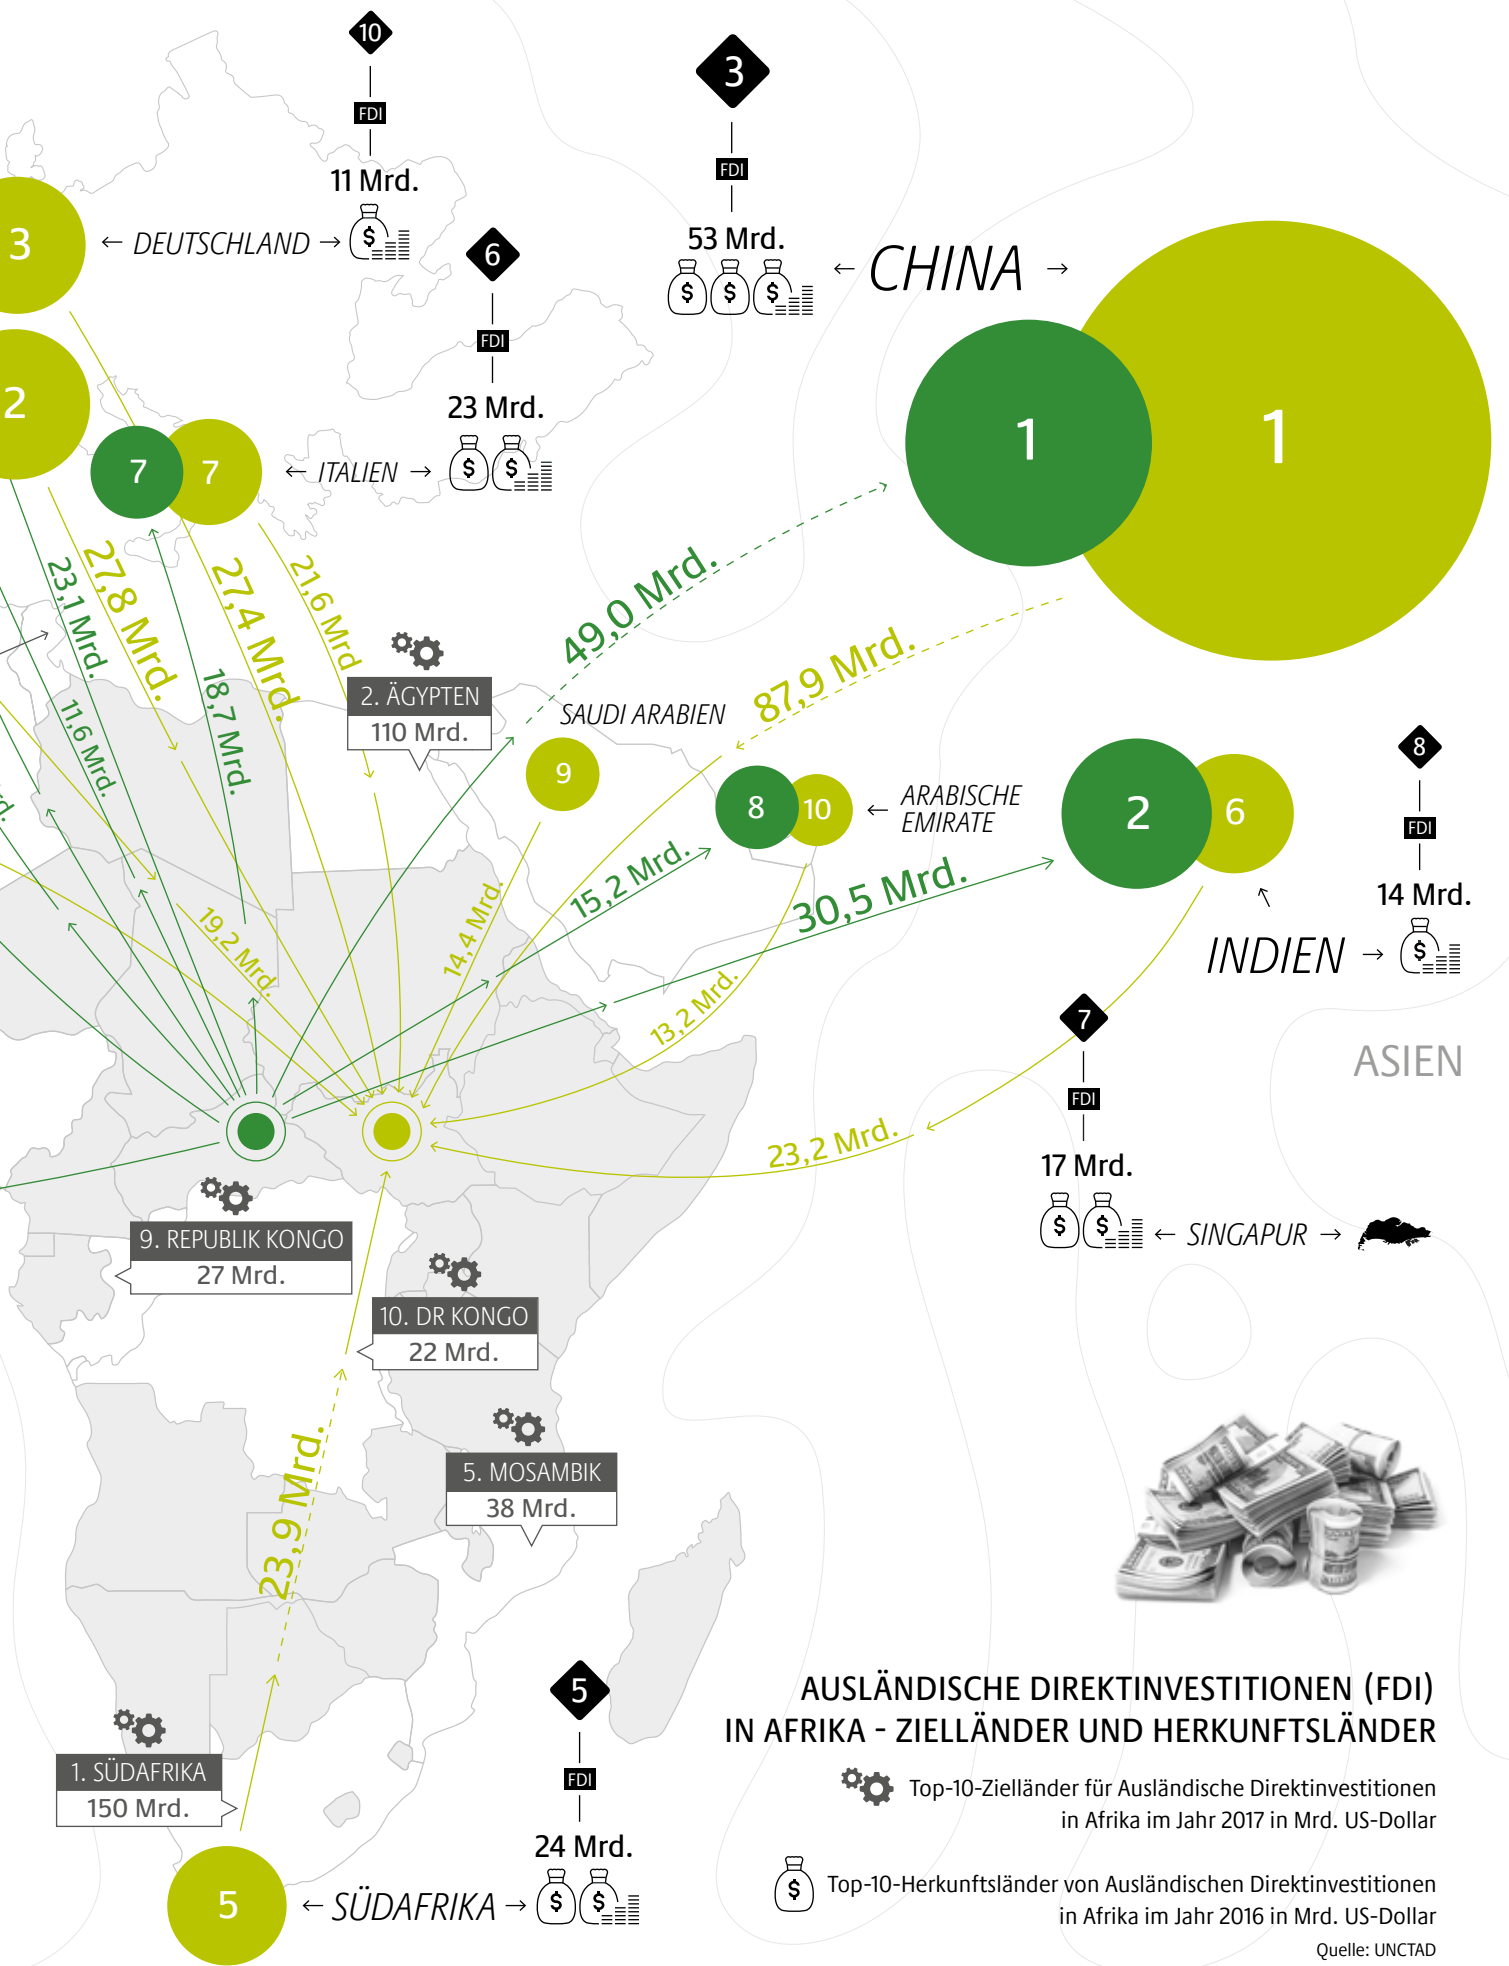 10
FDI
11 Mrd.
$
3
← DEUTSCHLAND →
3
FDI
53 Mrd.
$ $ $
← CHINA →
1
1
6
FDI
23 Mrd.
$ $
2
7
7
← ITALIEN →
49,0 Mrd.
87,9 Mrd.
23,1 Mrd.
27,8 Mrd.
27,4 Mrd.
21,6 Mrd
18,7 Mrd.
11,6 Mrd.
2. ÄGYPTEN
110 Mrd.
SAUDI ARABIEN
9
8
10
← ARABISCHE
EMIRATE
2
6
8
FDI
14 Mrd.
$
INDIEN →
15,2 Mrd.
30,5 Mrd.
14,4 Mrd.
19,2 Mrd.
13,2 Mrd.
23,2 Mrd.
ASIEN
7
FDI
17 Mrd.
$ $
← SINGAPUR →
9. REPUBLIK KONGO
27 Mrd.
10. DR KONGO
22 Mrd.
5. MOSAMBIK
38 Mrd.
23,9 Mrd.
1. SÜDAFRIKA
150 Mrd.
5
FDI
24 Mrd.
$ $
5
← SÜDAFRIKA →
AUSLÄNDISCHE DIREKTINVESTITIONEN (FDI)
IN AFRIKA - ZIELLÄNDER UND HERKUNFTSLÄNDER
Top-10-Zielländer für Ausländische Direktinvestitionen
in Afrika im Jahr 2017 in Mrd. US-Dollar
$
Top-10-Herkunftsländer von Ausländischen Direktinvestitionen
in Afrika im Jahr 2016 in Mrd. US-Dollar
Quelle: UNCTAD